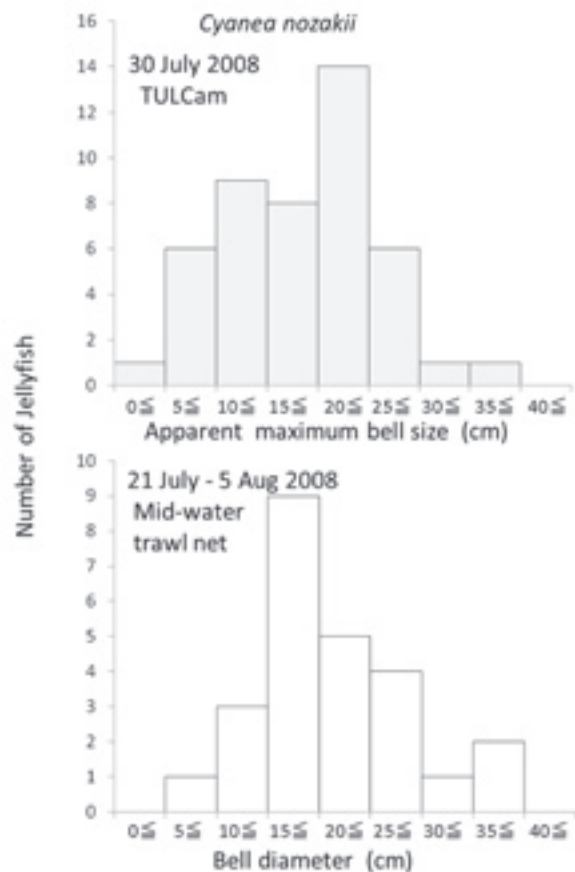 Cyanea nozakii
30 July 2008
TULCam
16
14
12
10
8
6
4
2
0
0≦ 5≦ 10≦ 15≦ 20≦ 25≦ 30≦ 35≦ 40≦
Apparent maximum bell size (cm)
Number of Jellyfish
21 July - 5 Aug 2008
Mid-water
trawl net
10
9
8
7
6
5
4
3
2
1
0
0≦ 5≦ 10≦ 15≦ 20≦ 25≦ 30≦ 35≦ 40≦
Bell diameter (cm)